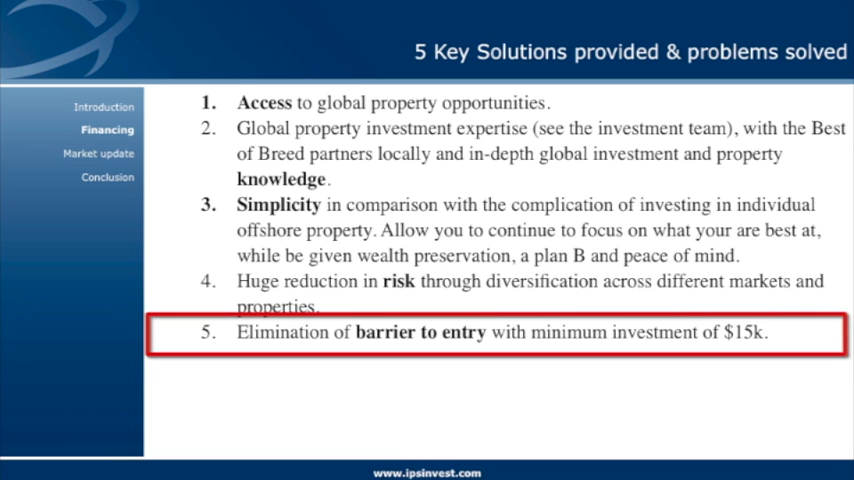 5 Key Solutions provided & problems solved
Introduction
Financing
Market update
Conclusion
1. Access to global property opportunities.
2. Global property investment expertise (see the investment team), with the Best
of Breed partners locally and in-depth global investment and property
knowledge.
3. Simplicity in comparison with the complication of investing in individual
offshore property. Allow you to continue to focus on what your are best at,
while be given wealth preservation, a plan B and peace of mind.
4. Huge reduction in risk through diversification across different markets and
properties.
5. Elimination of barrier to entry with minimum investment of $15k.
www.ipsinvest.com